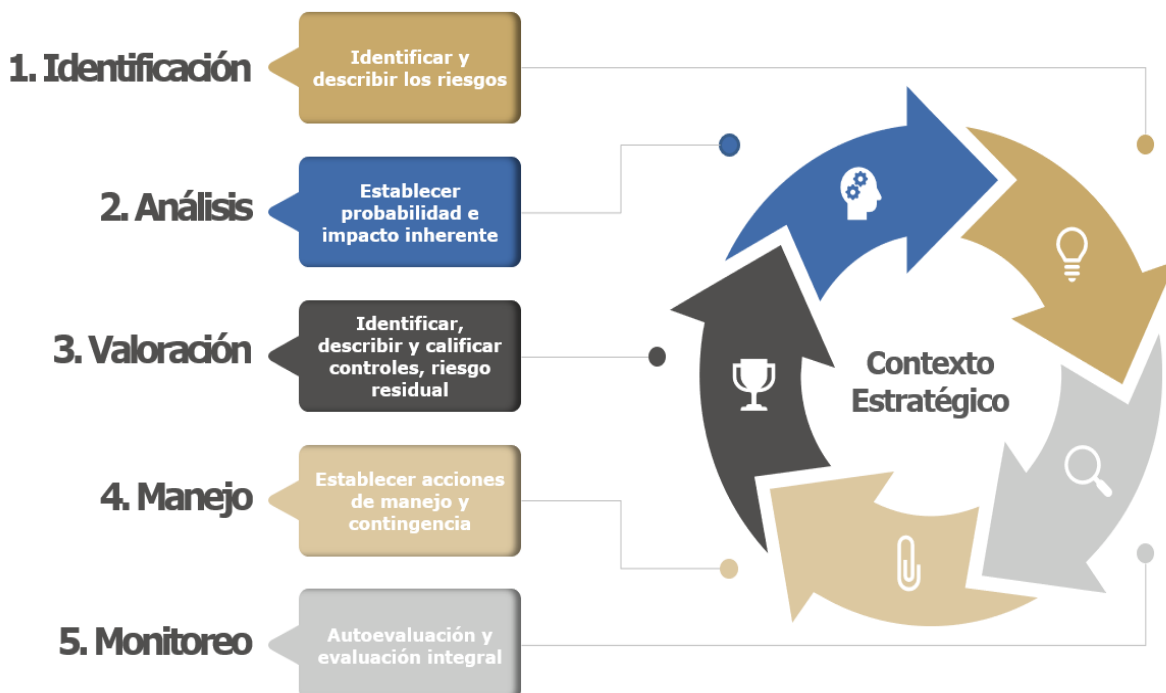 1. Identificación
Identificar y
describir los riesgos
2. Análisis
Establecer
probabilidad e
impacto inherente
3. Valoración
Identificar,
describir y calificar
controles, riesgo
residual
4. Manejo
Establecer acciones
de manejo y
contingencia
5. Monitoreo
Autoevaluación y
evaluación integral
Contexto
Estratégico